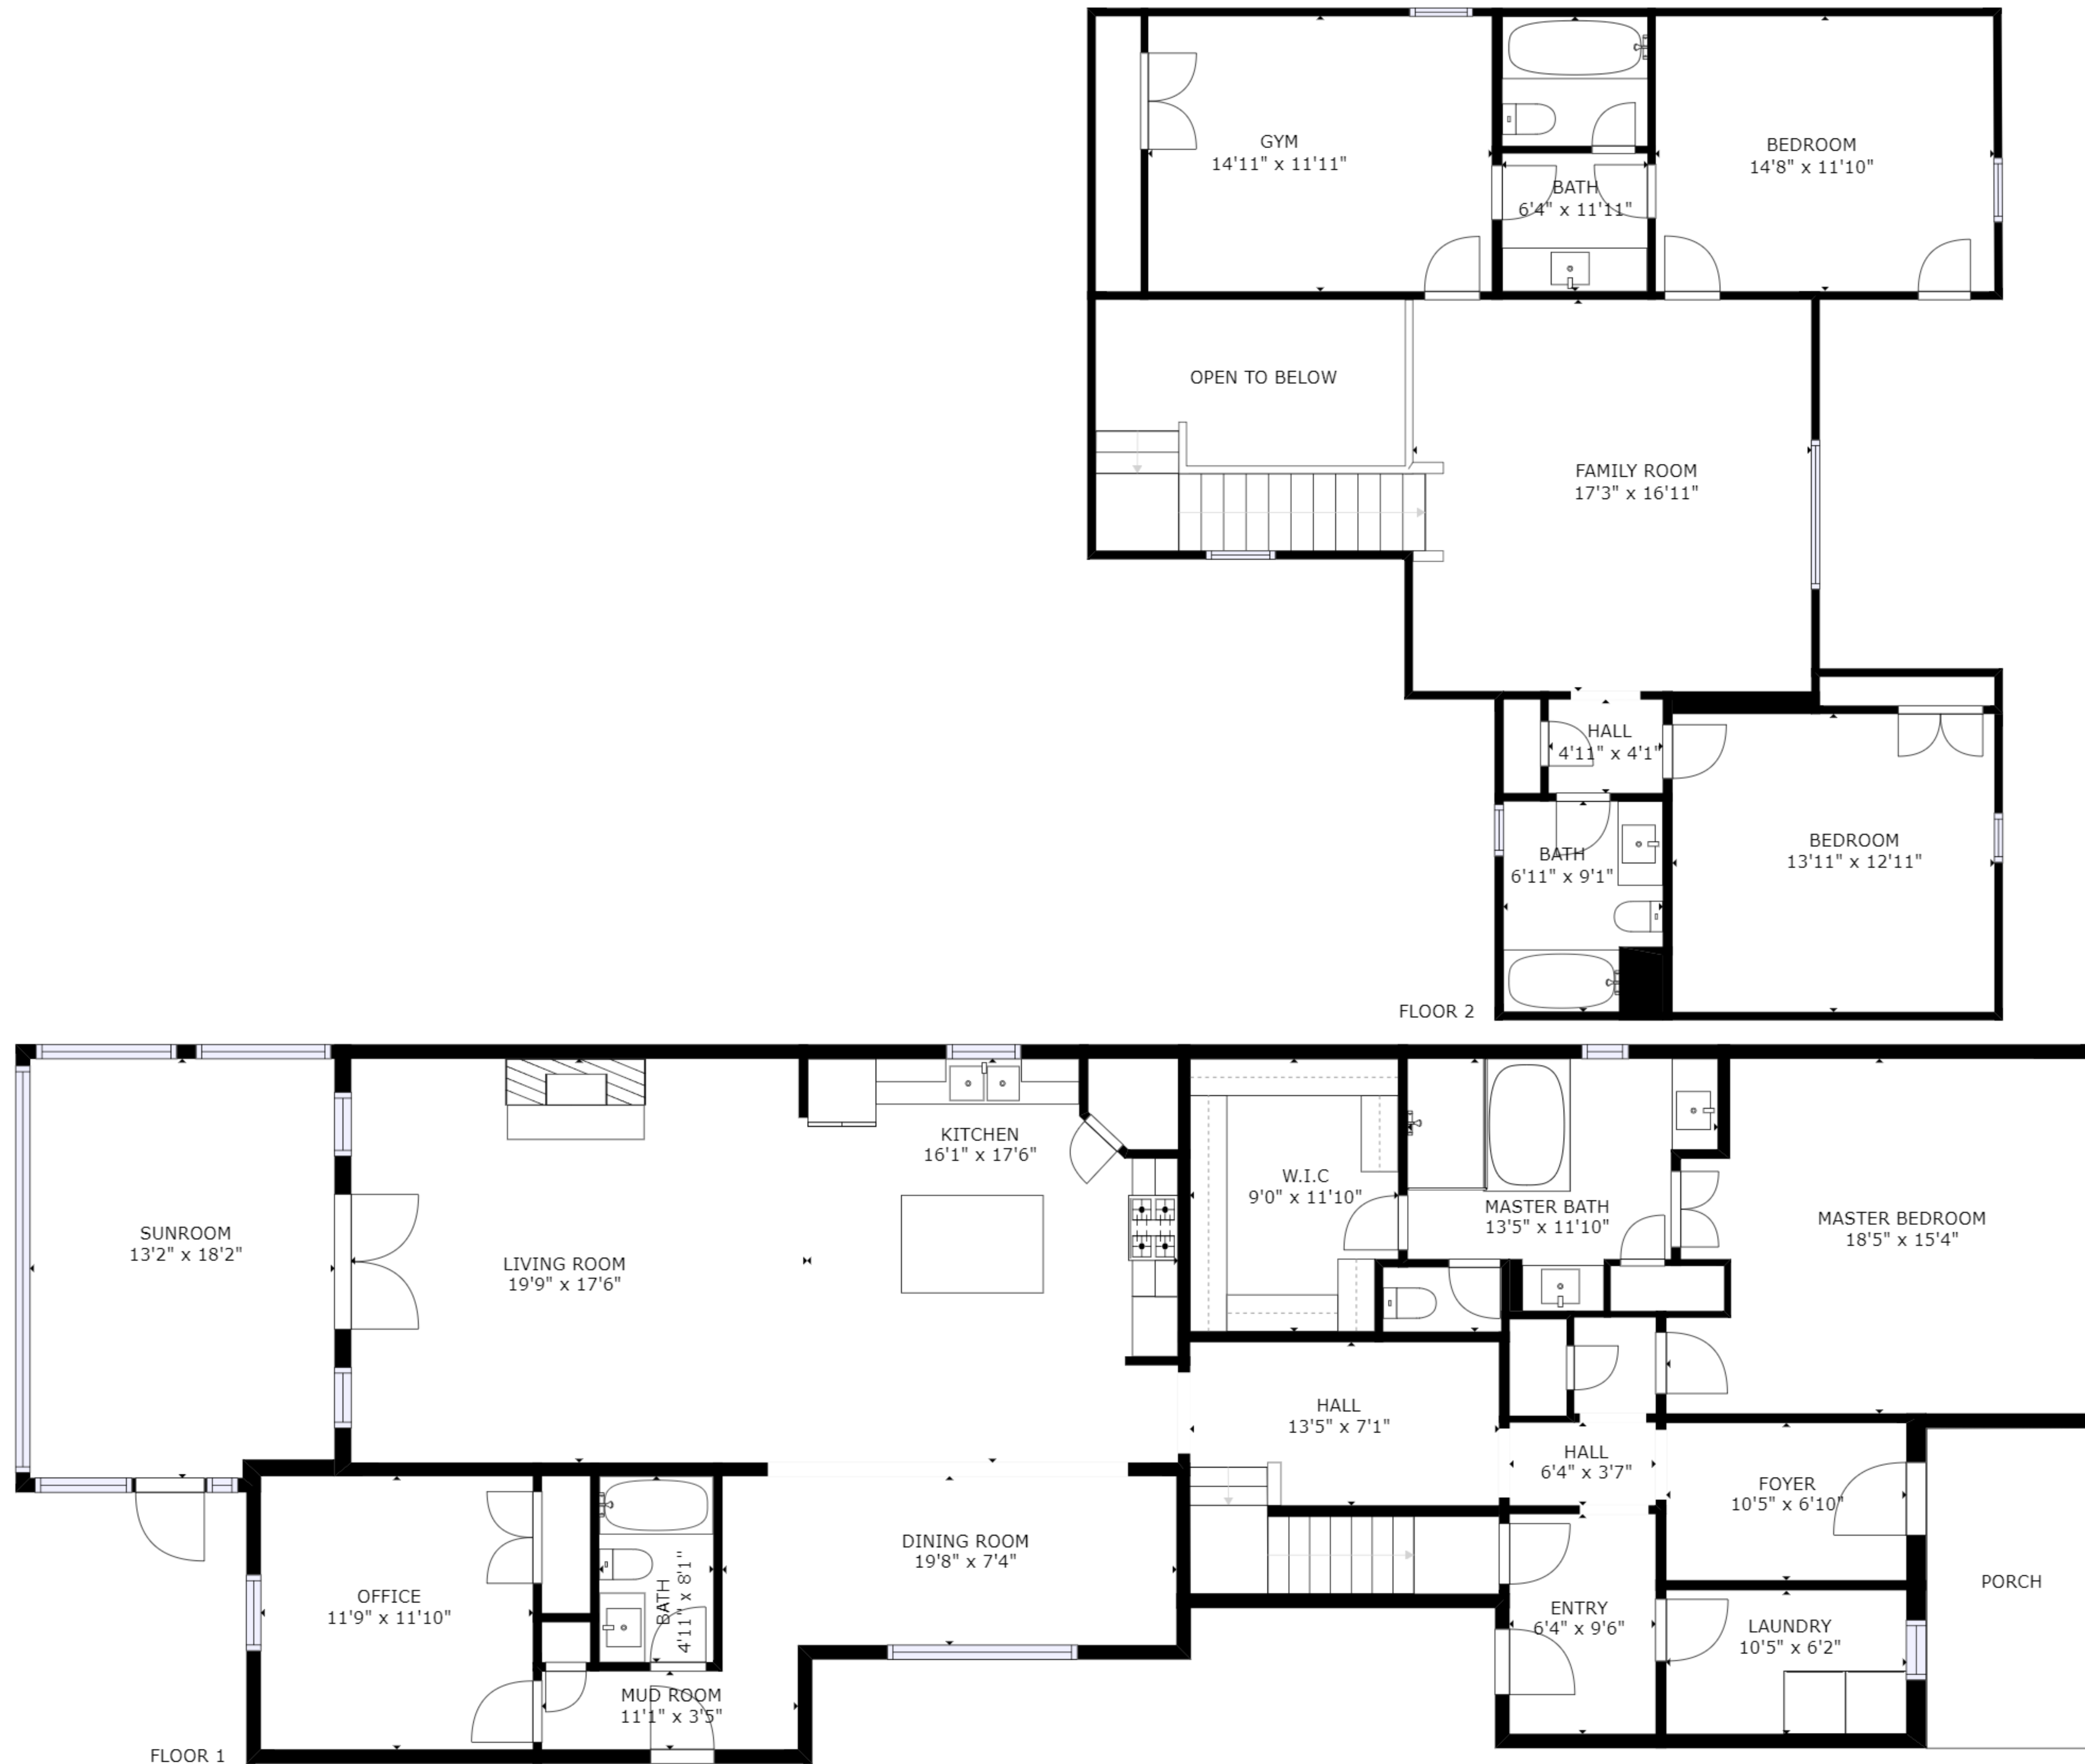 GYM
14'11" x 11'11"
BATH
6'4" x 11'11"
BEDROOM
14'8" x 11'10"
OPEN TO BELOW
FAMILY ROOM
17'3" x 16'11"
HALL
4'11" x 4'1"
BATH
6'11" x 9'1"
BEDROOM
13'11" x 12'11"
FLOOR 2
SUNROOM
13'2" x 18'2"
LIVING ROOM
19'9" x 17'6"
KITCHEN
16'1" x 17'6"
W.I.C
9'0" x 11'10"
MASTER BATH
13'5" x 11'10"
MASTER BEDROOM
18'5" x 15'4"
HALL
13'5" x 7'1"
HALL
6'4" x 3'7"
FOYER
10'5" x 6'10"
OFFICE
11'9" x 11'10"
BATH
4'11" x 8'1"
DINING ROOM
19'8" x 7'4"
ENTRY
6'4" x 9'6"
LAUNDRY
10'5" x 6'2"
PORCH
MUD ROOM
11'1" x 3'5"
FLOOR 1